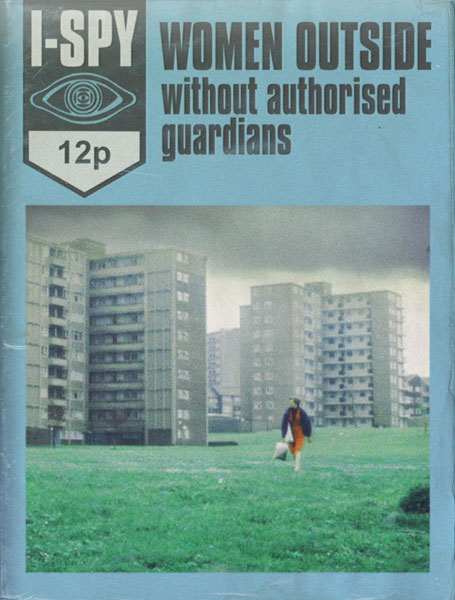 I-SPY
WOMEN OUTSIDE
without authorised
guardians
12p